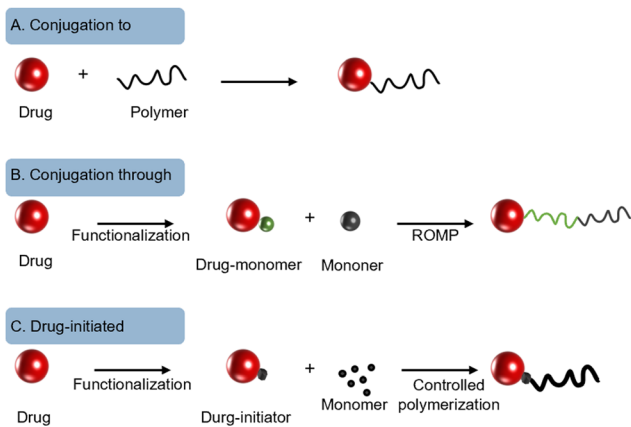 A. Conjugation to
+
Drug
Polymer
B. Conjugation through
+
Functionalization
ROMP
Drug
Drug-monomer
Mononer
C. Drug-initiated
+
Functionalization
Controlled
polymerization
Drug
Durg-initiator
Monomer